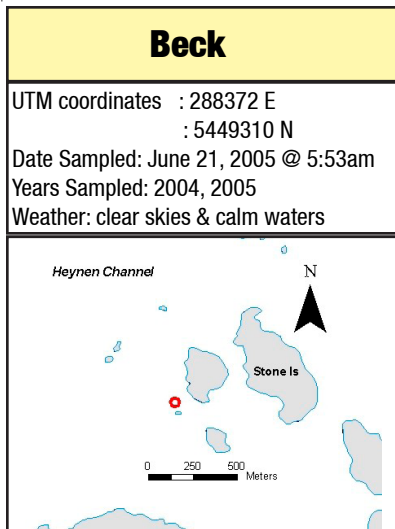 Beck
UTM coordinates : 288372 E
: 5449310 N
Date Sampled: June 21, 2005 @ 5:53am
Years Sampled: 2004, 2005
Weather: clear skies & calm waters
Heynen Channel
N
Stone Is
0 250 500
Meters